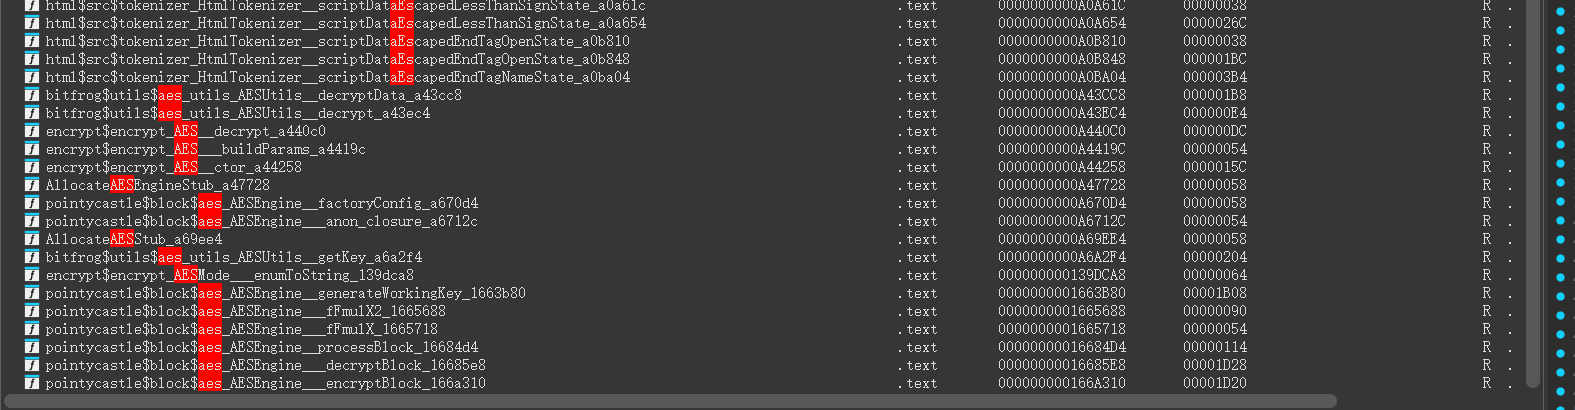 html$src$tokenizer_HtmlTokenizer__scriptDataEscapedLessThanSignState_a0a61c .text 0000000000A0A61C 00000038 R .
html$src$tokenizer_HtmlTokenizer__scriptDataEscapedLessThanSignState_a0a654 .text 0000000000A0A654 0000026C R .
html$src$tokenizer_HtmlTokenizer__scriptDataEscapedEndTagOpenState_a0b810 .text 0000000000A0B810 00000038 R .
html$src$tokenizer_HtmlTokenizer__scriptDataEscapedEndTagOpenState_a0b848 .text 0000000000A0B848 000001BC R .
html$src$tokenizer_HtmlTokenizer__scriptDataEscapedEndTagNameState_a0ba04 .text 0000000000A0BA04 000003B4 R .
bitfrog$utils$aes_utils_AESUtils__decryptData_a43cc8 .text 0000000000A43CC8 000001B8 R .
bitfrog$utils$aes_utils_AESUtils__decrypt_a43ec4 .text 0000000000A43EC4 000000E4 R .
encrypt$encrypt_AES__decrypt_a440c0 .text 0000000000A440C0 000000DC R .
encrypt$encrypt_AES___buildParams_a4419c .text 0000000000A4419C 00000054 R .
encrypt$encrypt_AES__ctor_a44258 .text 0000000000A44258 0000015C R .
AllocateAESEngineStub_a47728 .text 0000000000A47728 00000058 R .
pointycastle$block$aes_AESEngine__factoryConfig_a670d4 .text 0000000000A670D4 00000058 R .
pointycastle$block$aes_AESEngine___anon_closure_a6712c .text 0000000000A6712C 00000054 R .
AllocateAESStub_a69ee4 .text 0000000000A69EE4 00000058 R .
bitfrog$utils$aes_utils_AESUtils__getKey_a6a2f4 .text 0000000000A6A2F4 00000204 R .
encrypt$encrypt_AESMode___enumToString_139dca8 .text 000000000139DCA8 00000064 R .
pointycastle$block$aes_AESEngine__generateWorkingKey_1663b80 .text 0000000001663B80 00001B08 R .
pointycastle$block$aes_AESEngine___fFmulX2_1665688 .text 0000000001665688 00000090 R .
pointycastle$block$aes_AESEngine___fFmulX_1665718 .text 0000000001665718 00000054 R .
pointycastle$block$aes_AESEngine__processBlock_16684d4 .text 00000000016684D4 00000114 R .
pointycastle$block$aes_AESEngine___decryptBlock_16685e8 .text 00000000016685E8 00001D28 R .
pointycastle$block$aes_AESEngine___encryptBlock_166a310 .text 000000000166A310 00001D20 R .